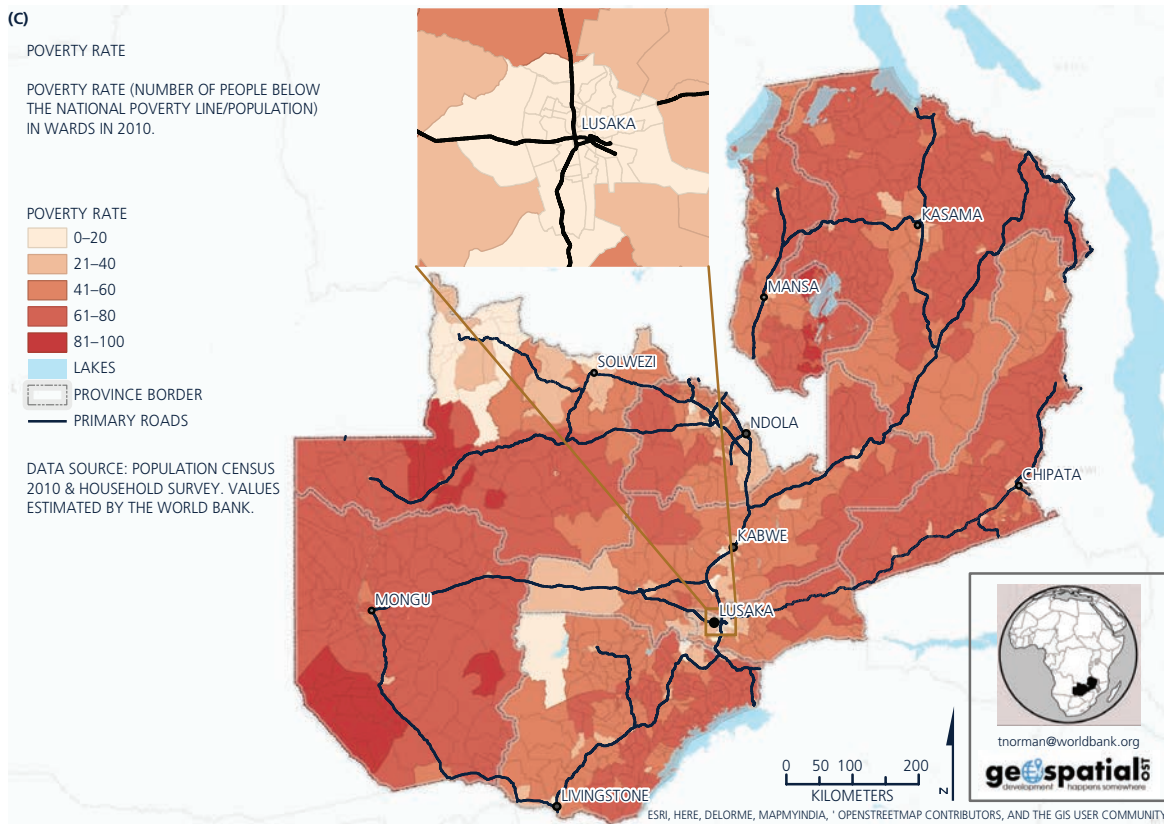 (C)
POVERTY RATE
POVERTY RATE (NUMBER OF PEOPLE BELOW
THE NATIONAL POVERTY LINE/POPULATION)
IN WARDS IN 2010.
POVERTY RATE
0–20
21–40
41–60
61–80
81–100
LAKES
PROVINCE BORDER
PRIMARY ROADS
DATA SOURCE: POPULATION CENSUS
2010 & HOUSEHOLD SURVEY. VALUES
ESTIMATED BY THE WORLD BANK.
LUSAKA
KASAMA
MANSA
SOLWEZI
NDOLA
CHIPATA
KABWE
MONGU
LUSAKA
LIVINGSTONE
0 50 100 200
KILOMETERS
N
tnorman@worldbank.org
geospatial OST
development happens somewhere
ESRI, HERE, DELORME, MAPMYINDIA, ' OPENSTREETMAP CONTRIBUTORS, AND THE GIS USER COMMUNITY